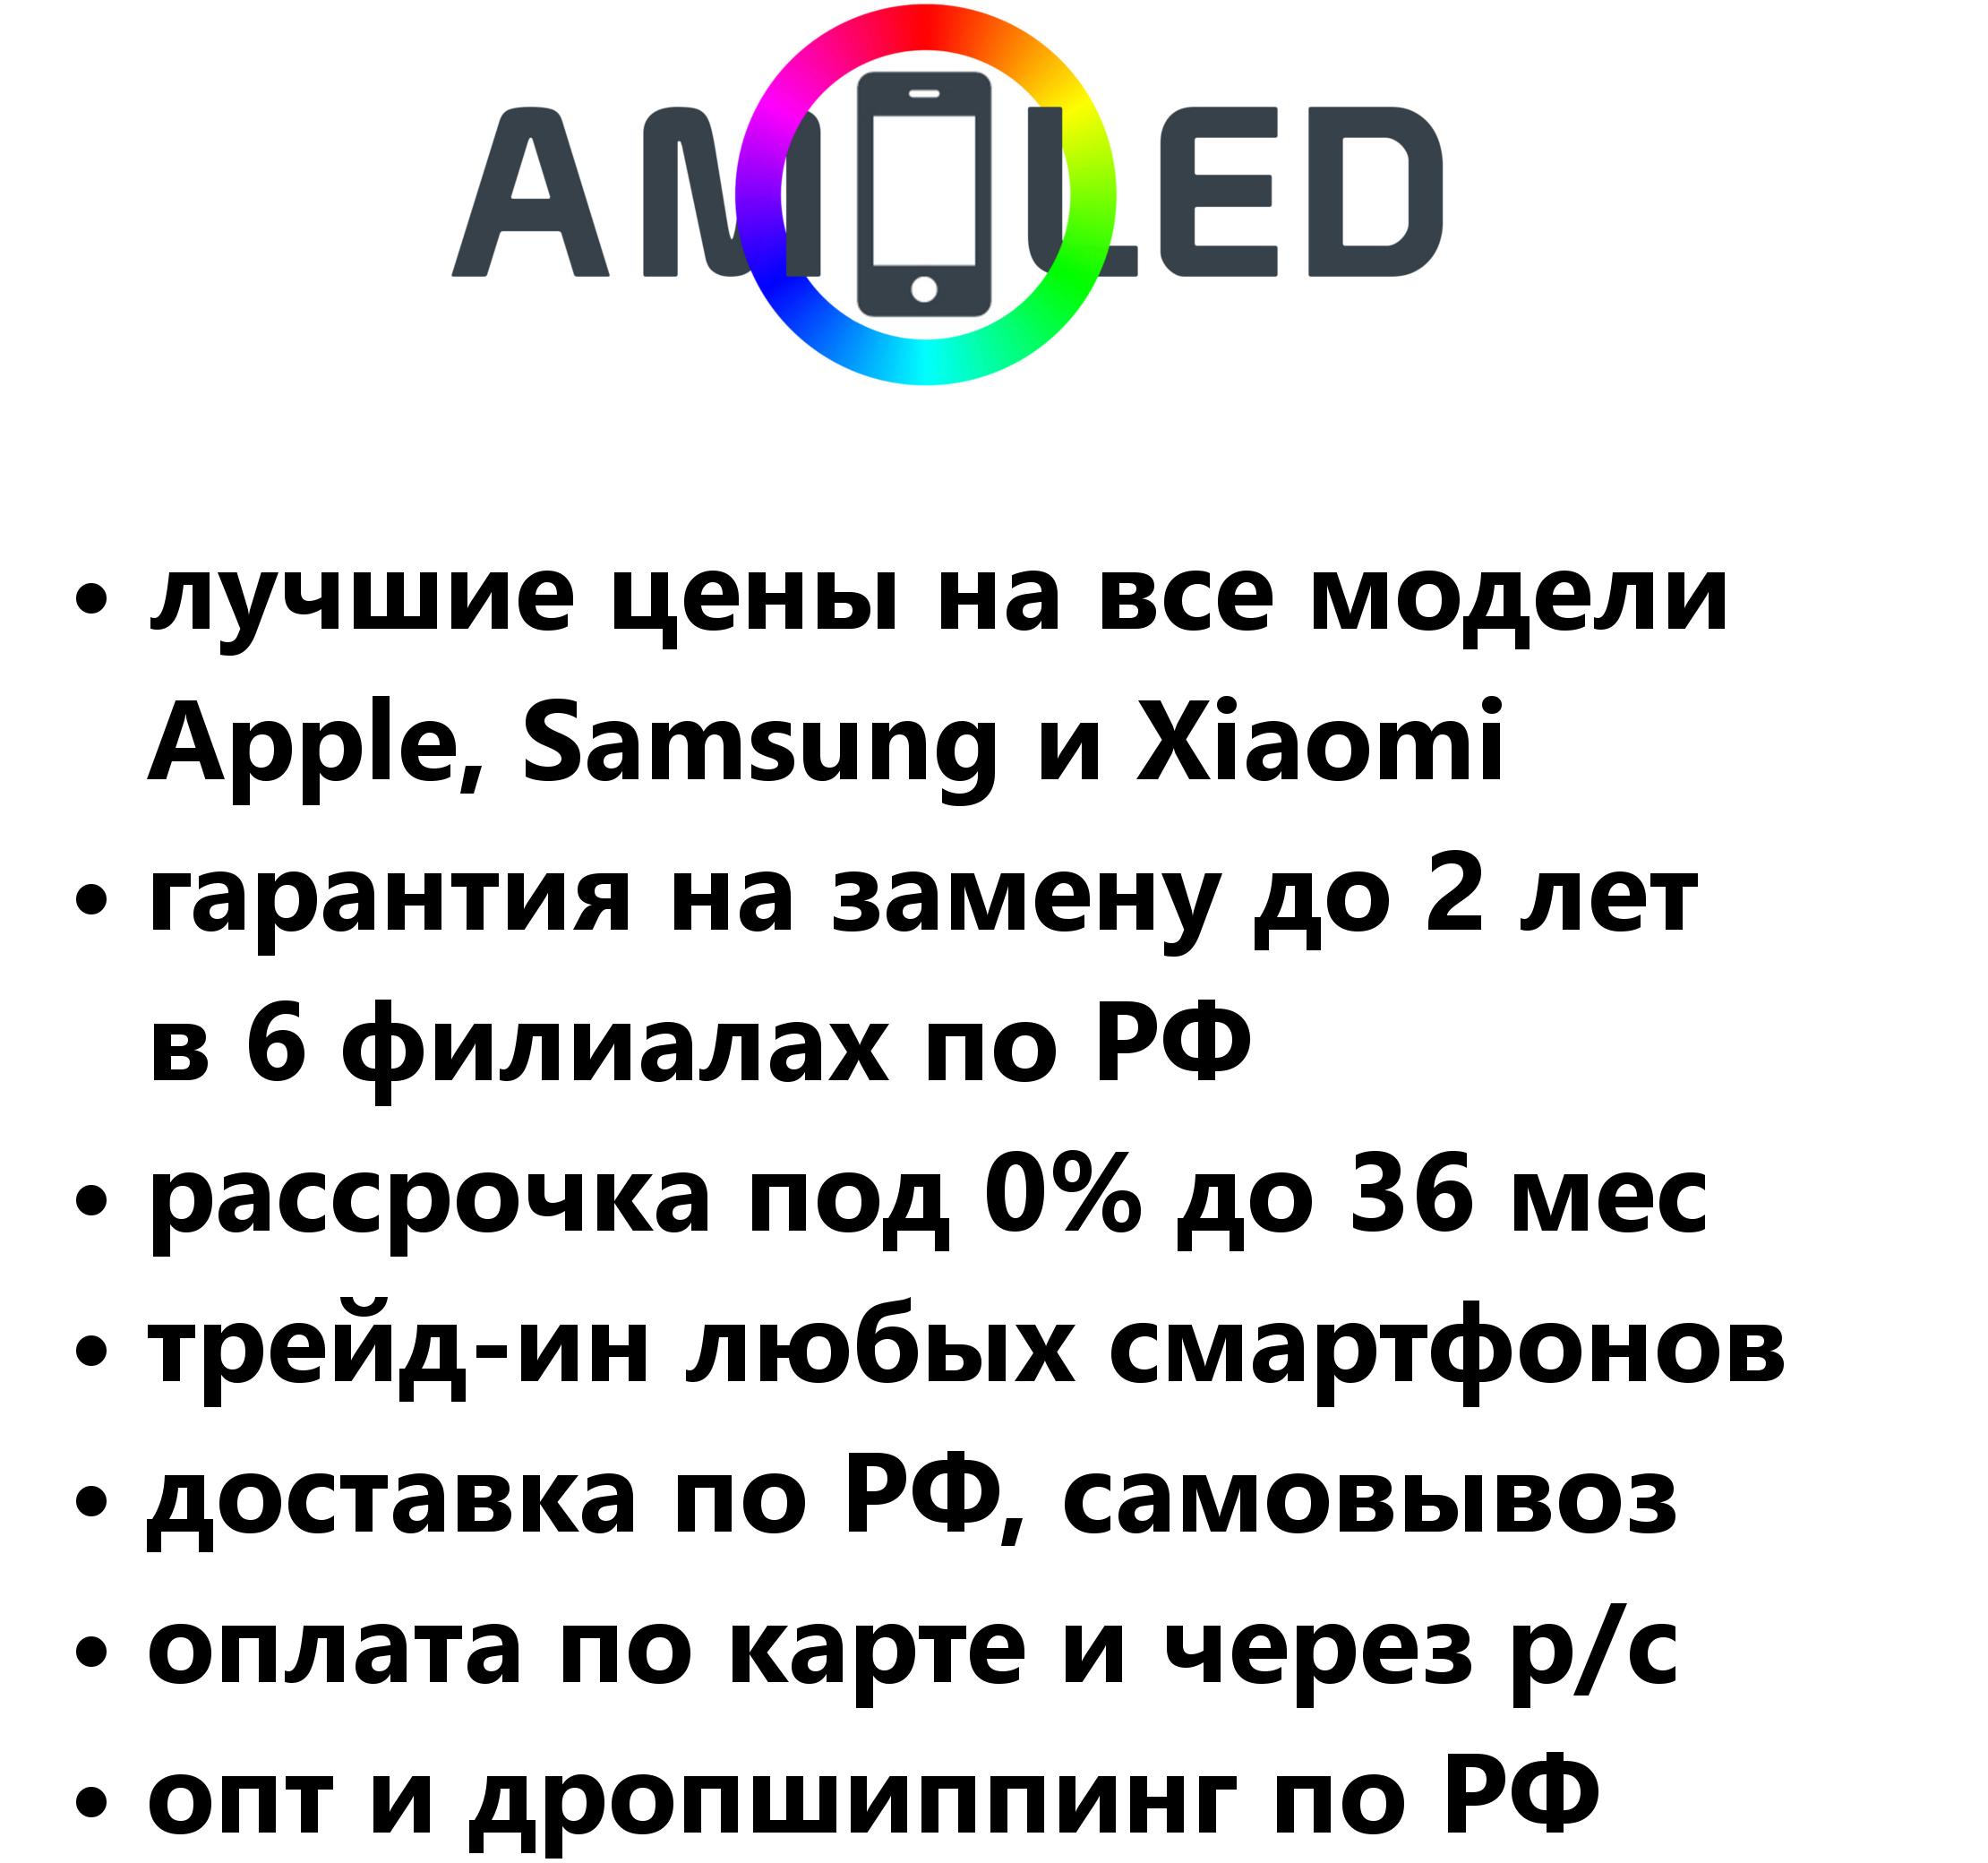 AMOLED
• лучшие цены на все модели
Apple, Samsung и Xiaomi
• гарантия на замену до 2 лет
в 6 филиалах по РФ
• рассрочка под 0% до 36 мес
• трейд-ин любых смартфонов
• доставка по РФ, самовывоз
• оплата по карте и через р/с
• опт и дропшиппинг по РФ